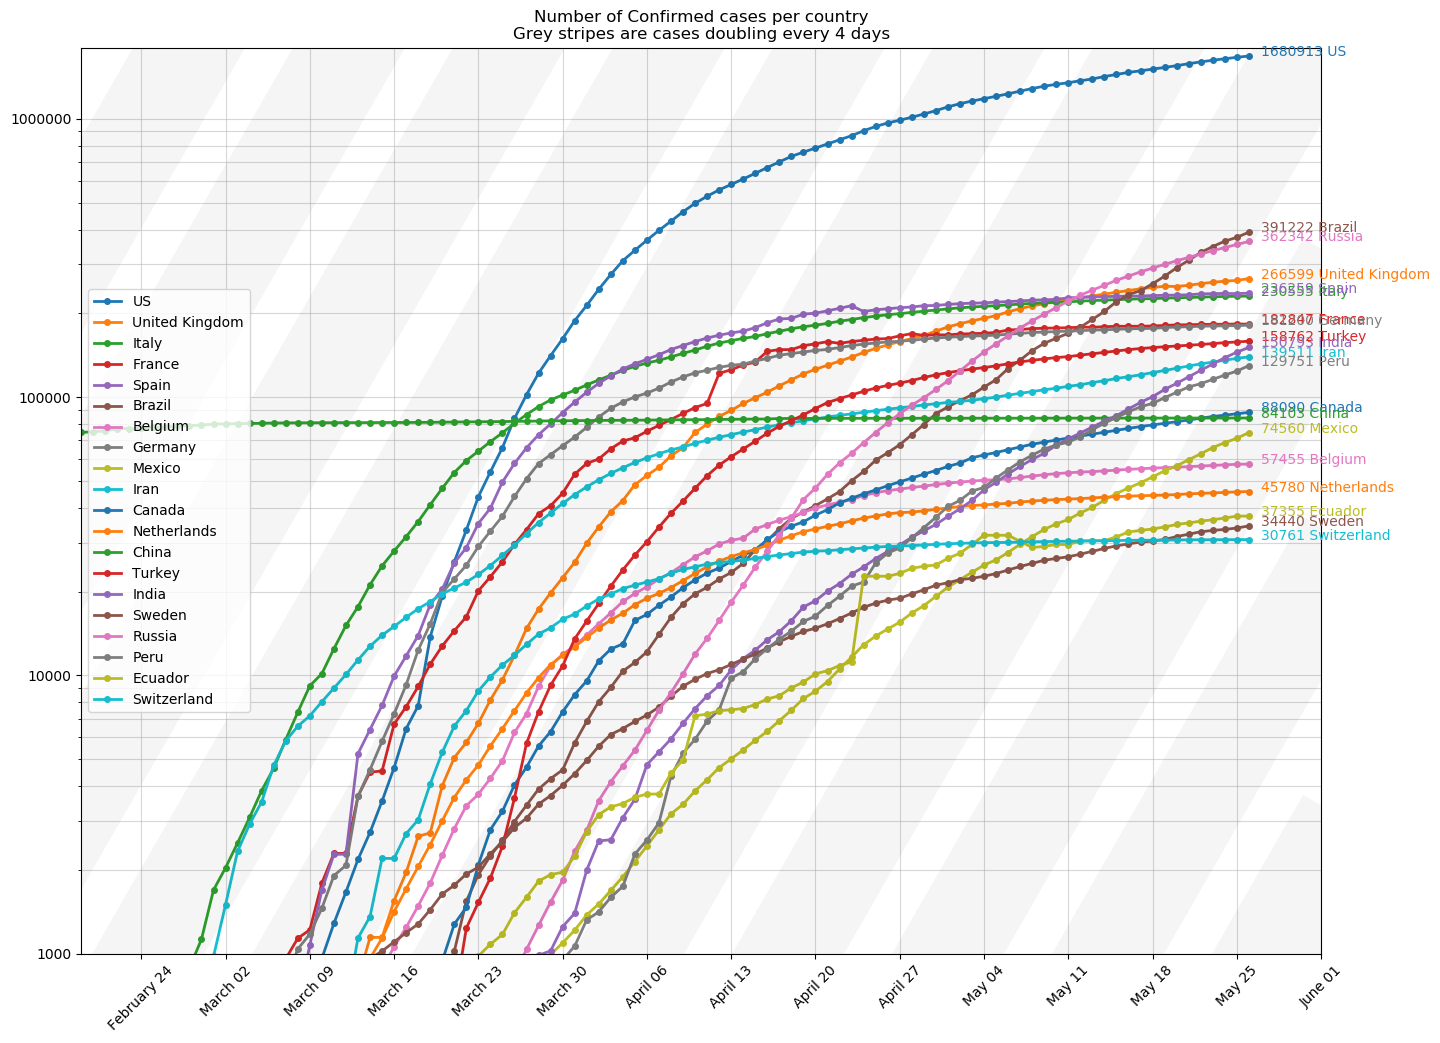 Number of Confirmed cases per country
Grey stripes are cases doubling every 4 days
1000000
100000
10000
1000
US
United Kingdom
Italy
France
Spain
Brazil
Belgium
Germany
Mexico
Iran
Canada
Netherlands
China
Turkey
India
Sweden
Russia
Peru
Ecuador
Switzerland
1680913 US
391222 Brazil
362342 Russia
266599 United Kingdom
236259 Spain
230555 Italy
France
Germany
158762 Turkey
India
139511 Iran
129751 Peru
88090 Canada
84103 China
74560 Mexico
57455 Belgium
45780 Netherlands
37355 Ecuador
34440 Sweden
30761 Switzerland
February 24
March 02
March 09
March 16
March 23
March 30
April 06
April 13
April 20
April 27
May 04
May 11
May 18
May 25
June 01